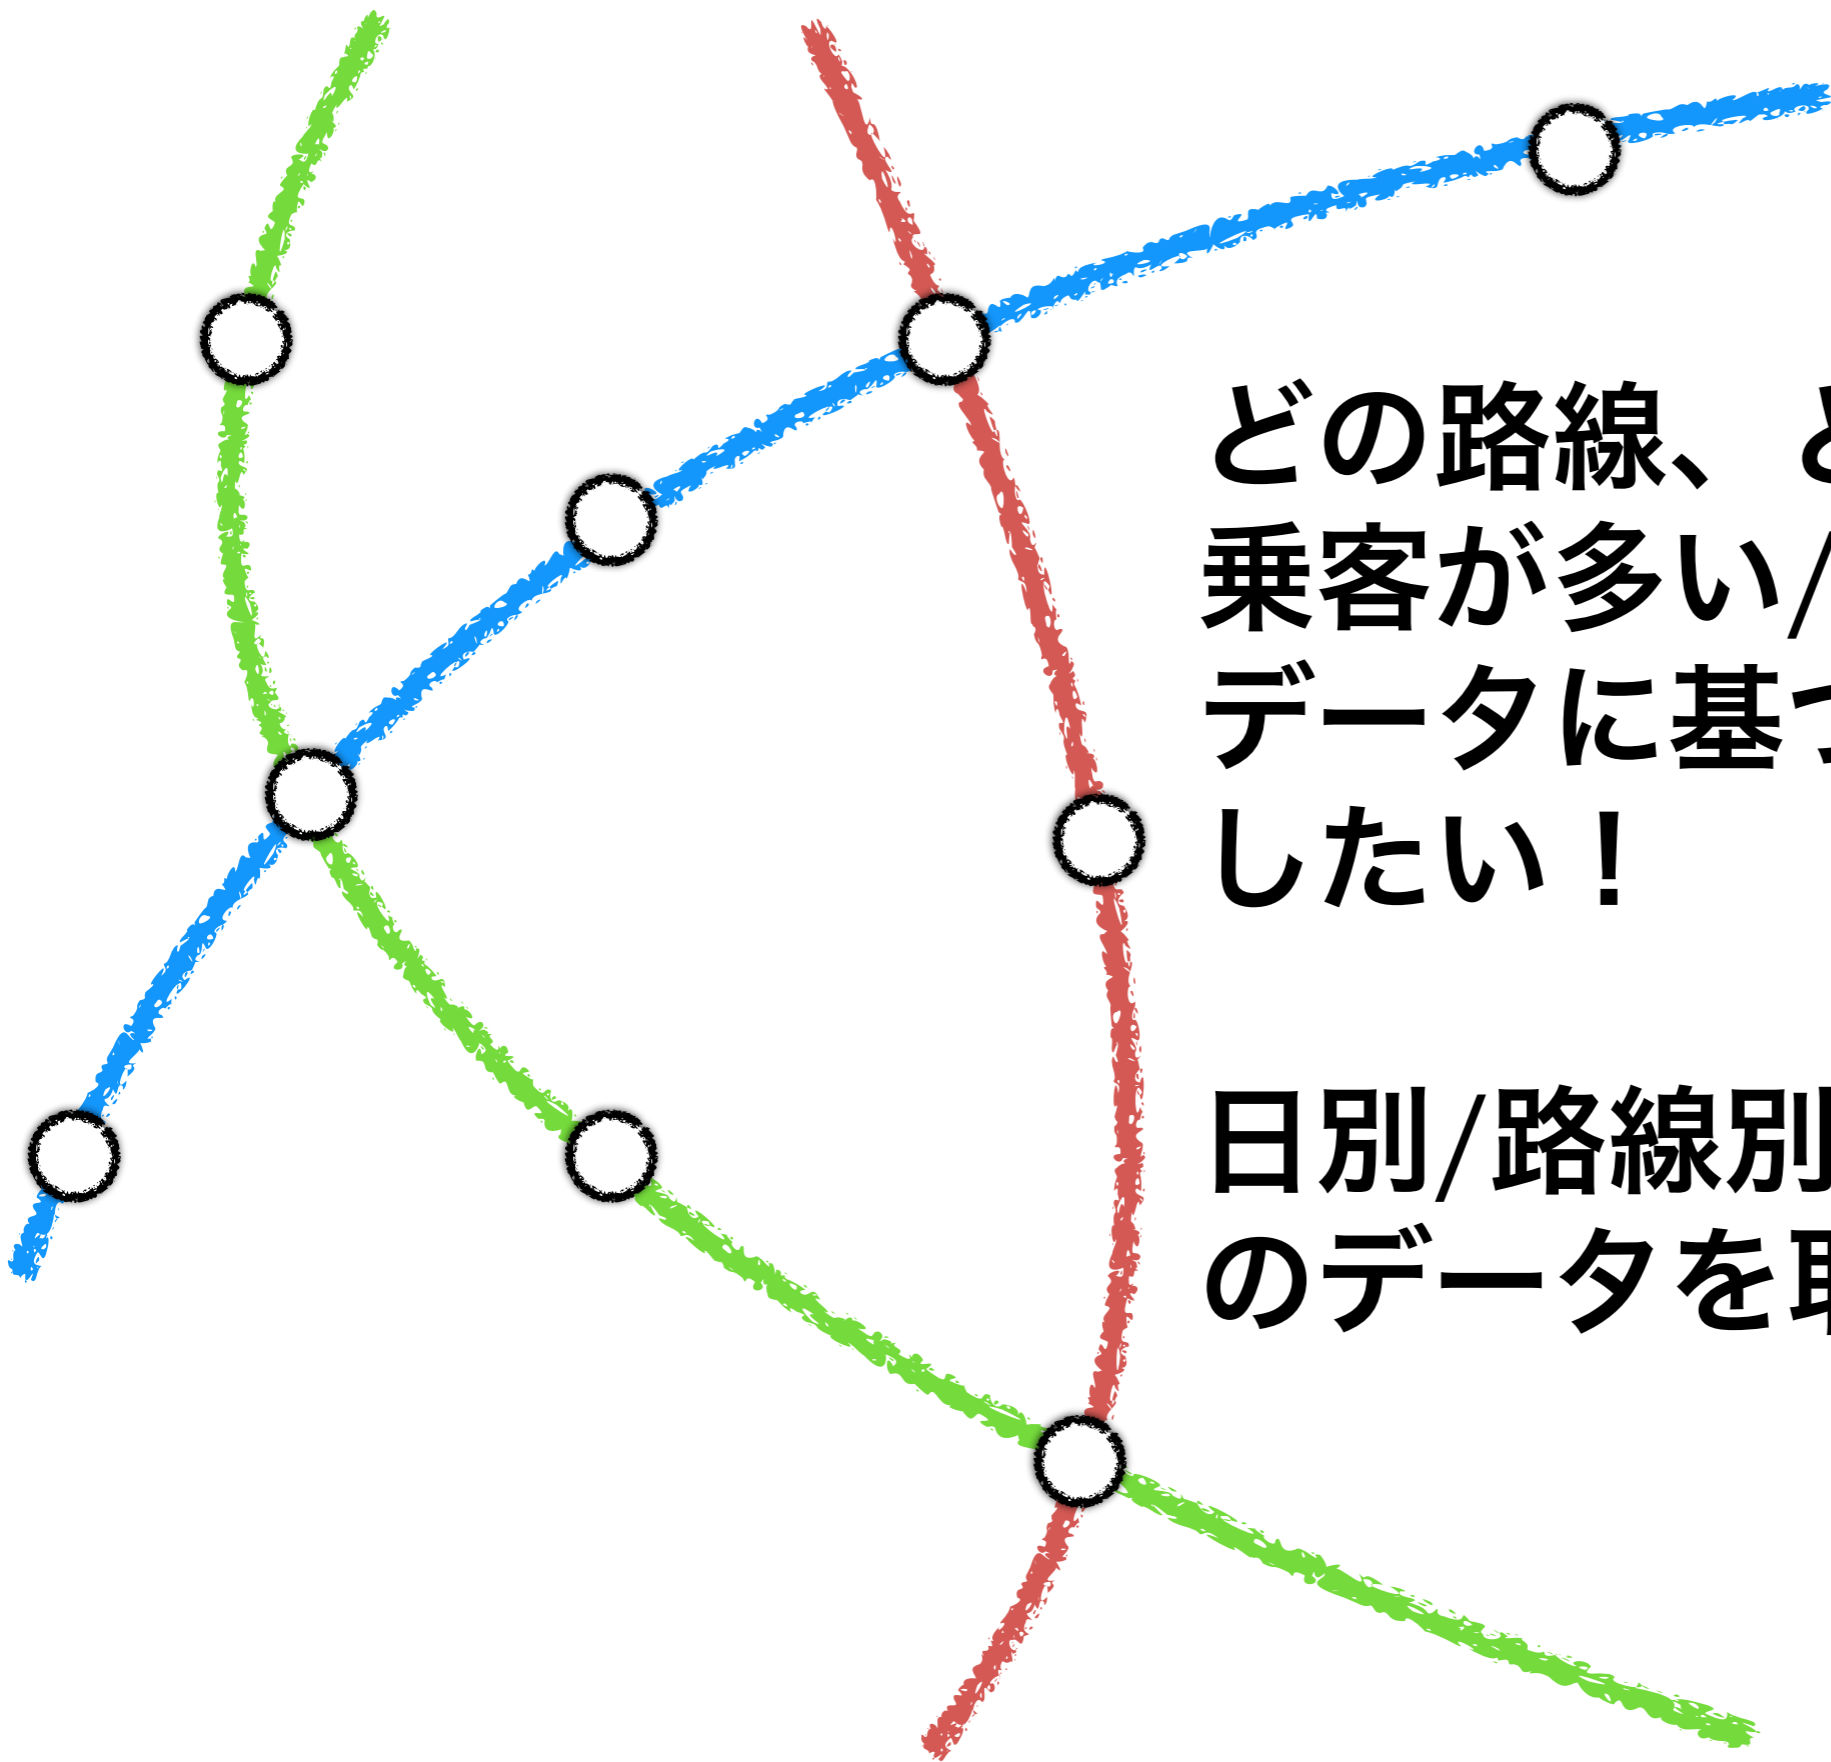 どの路線、
乗客が多い/
データに基づ
したい！
日別/路線別
のデータを